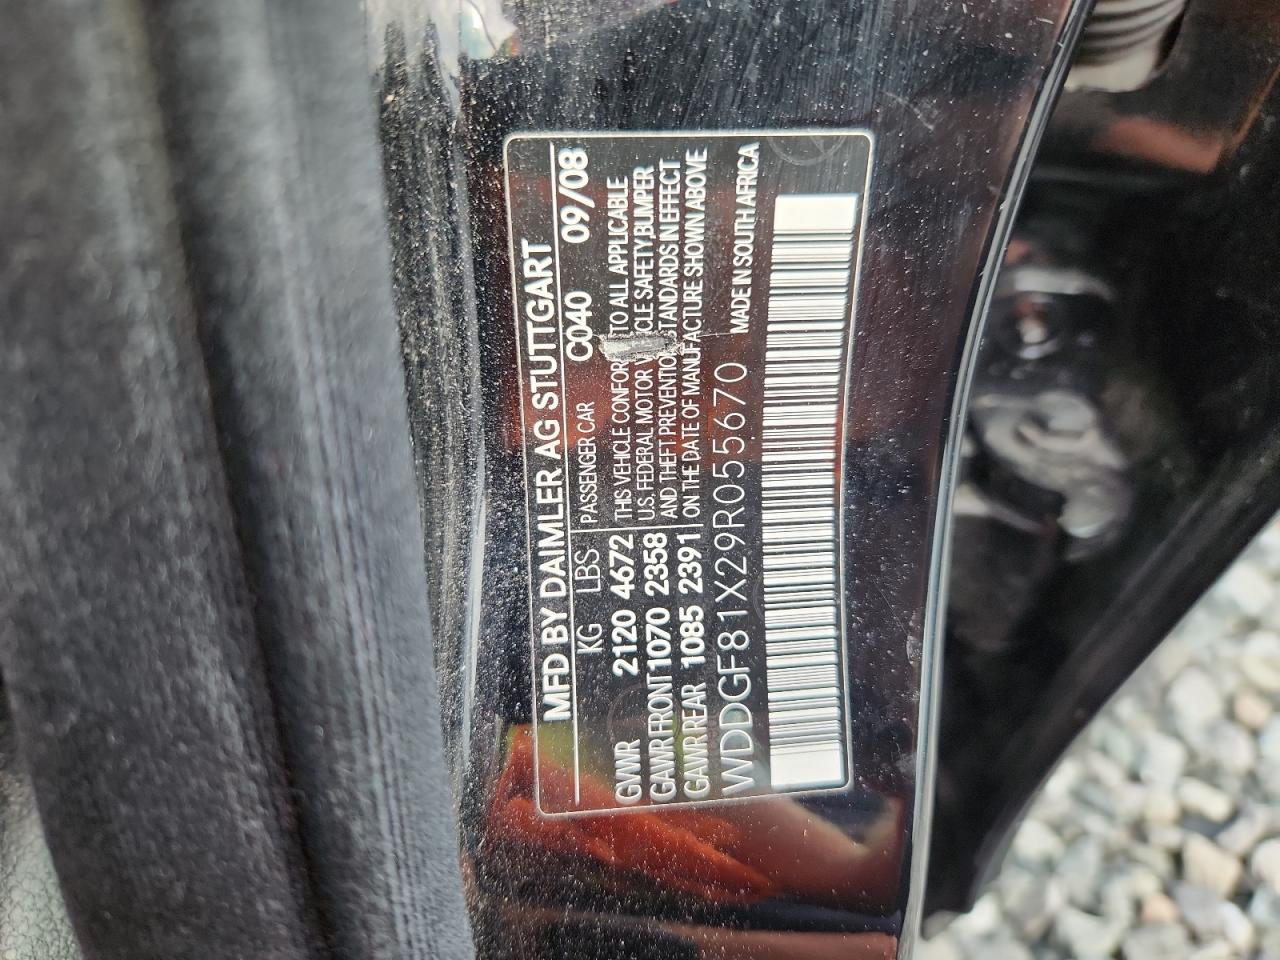 MFD BY DAIMLER AG STUTTGART
KG LBS PASSENGER CAR C040 09/08
GVWR 2120 4672 THIS VEHICLE CONFOR TO ALL APPLICABLE
GAWR FRONT 1070 2358 U.S. FEDERAL MOTOR V CLE SAFETY,BUMPER
GAWR REAR 1085 2391 AND THEFT PREVENTION STANDARDS IN EFFECT
ON THE DATE OF MANUFACTURE SHOWN ABOVE
WDDGF81X29R055670 MADE IN SOUTH AFRICA